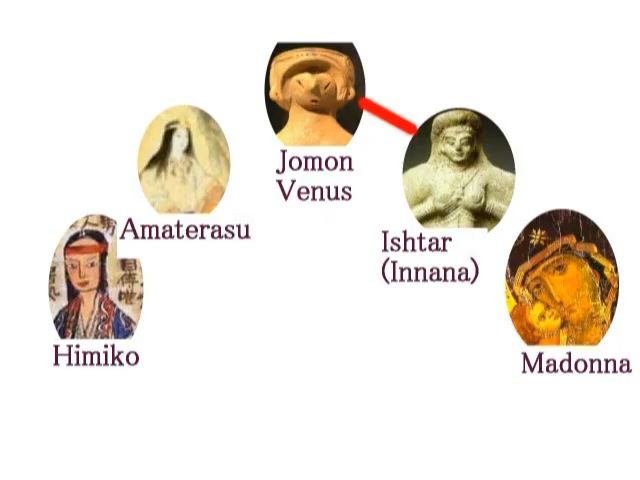 Jomon
Venus
Amaterasu
Ishtar
(Innana)
Himiko
Madonna